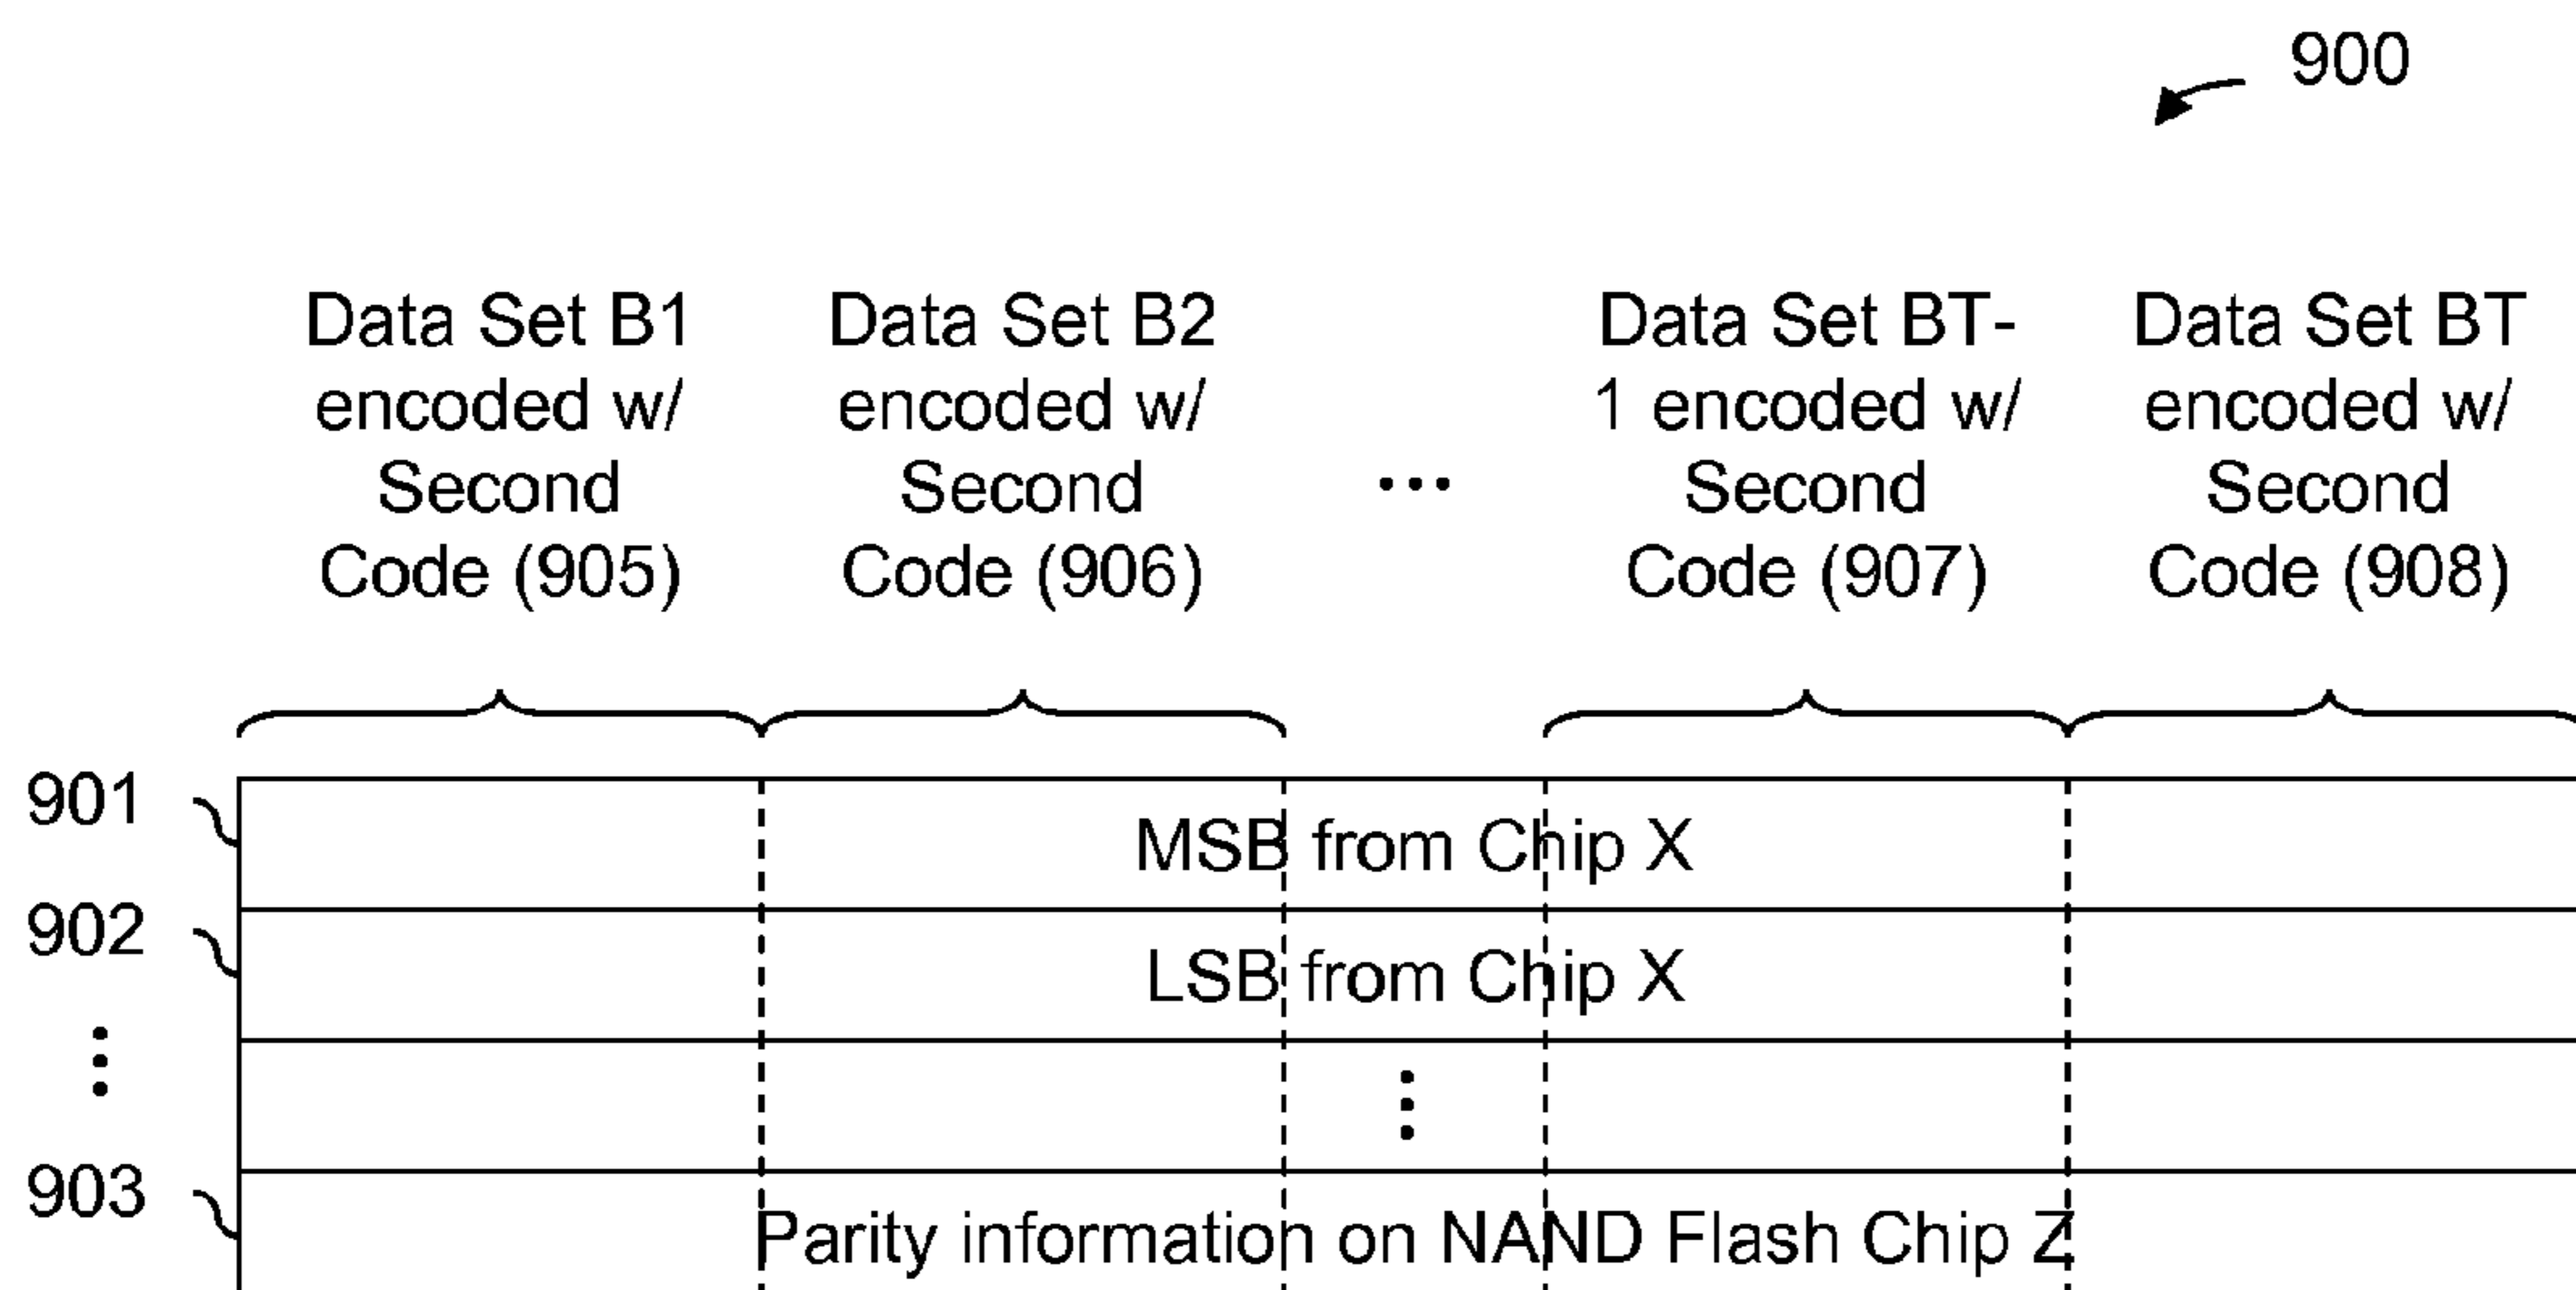 900
Data Set B1
encoded w/
Second
Code (905)
Data Set B2
encoded w/
Second
Code (906)
...
Data Set BT-
1 encoded w/
Second
Code (907)
Data Set BT
encoded w/
Second
Code (908)
901
MSB from Chip X
902
LSB from Chip X
903
Parity information on NAND Flash Chip Z